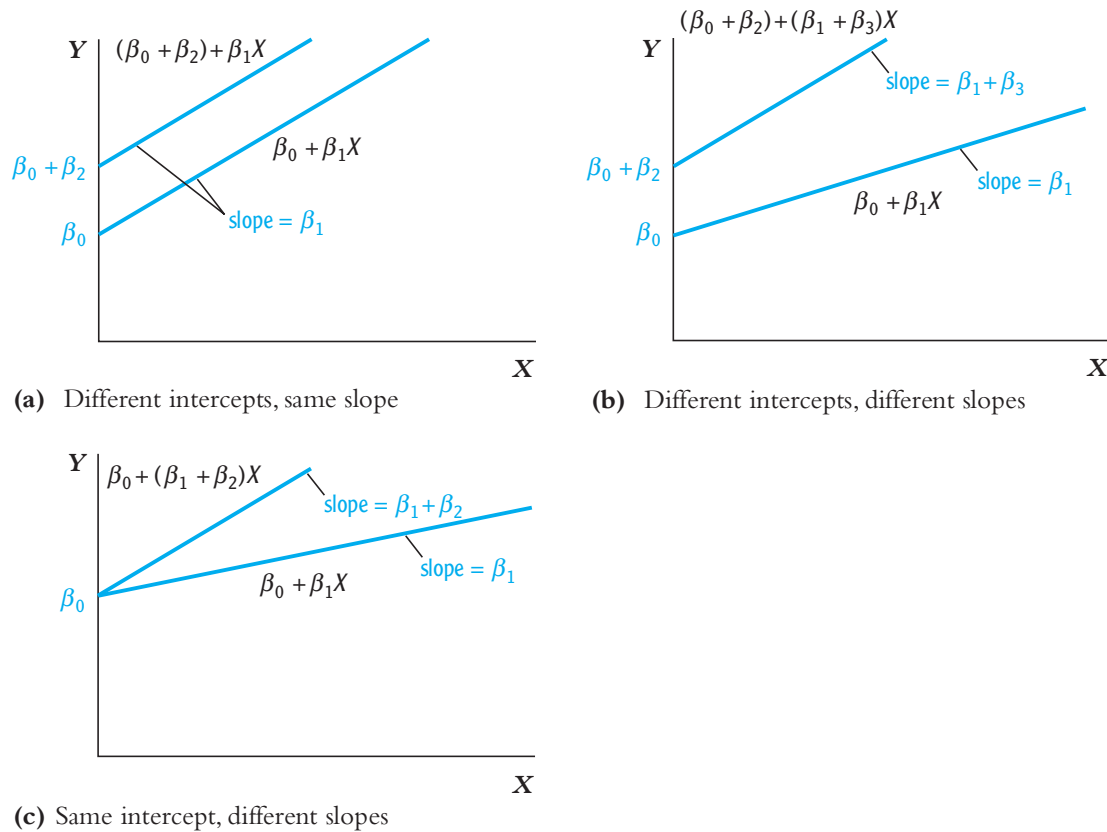 Y
(β₀ + β₂) + β₁X
β₀ + β₁X
β₀ + β₂
slope = β₁
β₀
X
(a) Different intercepts, same slope
(β₀ + β₂) + (β₁ + β₃)X
Y
slope = β₁ + β₃
β₀ + β₂
slope = β₁
β₀ + β₁X
β₀
X
(b) Different intercepts, different slopes
Y
β₀ + (β₁ + β₂)X
slope = β₁ + β₂
slope = β₁
β₀ + β₁X
β₀
X
(c) Same intercept, different slopes